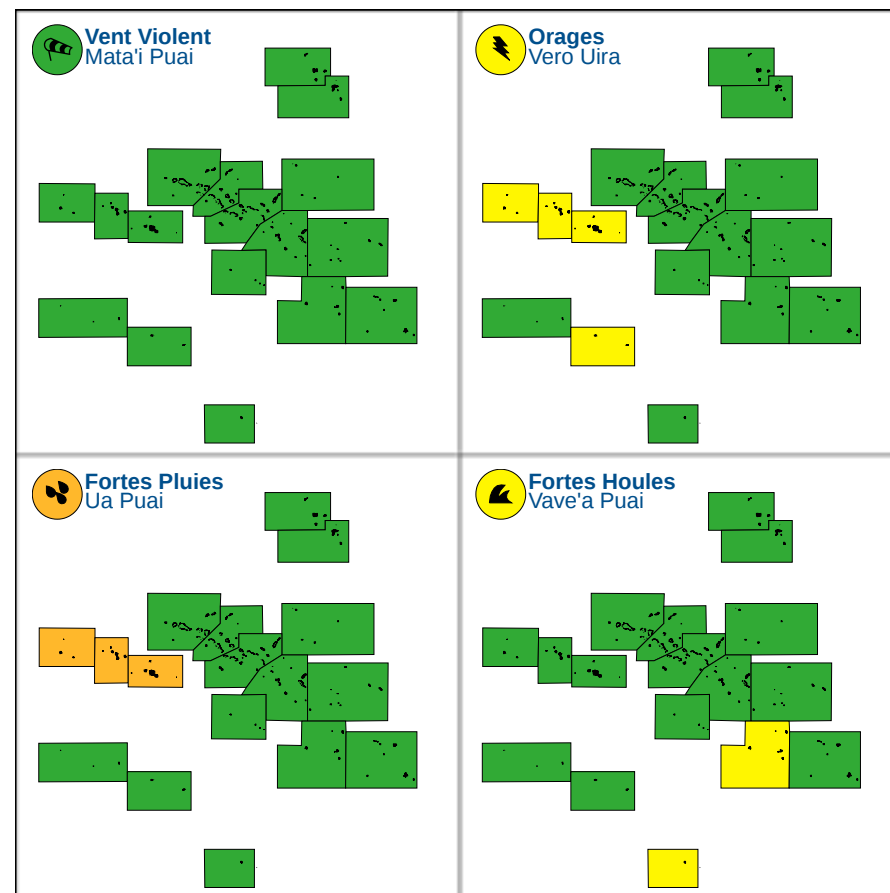 Vent Violent
Mata'i Puai
Orages
Vero Uira
Fortes Pluies
Ua Puai
Fortes Houles
Vave'a Puai